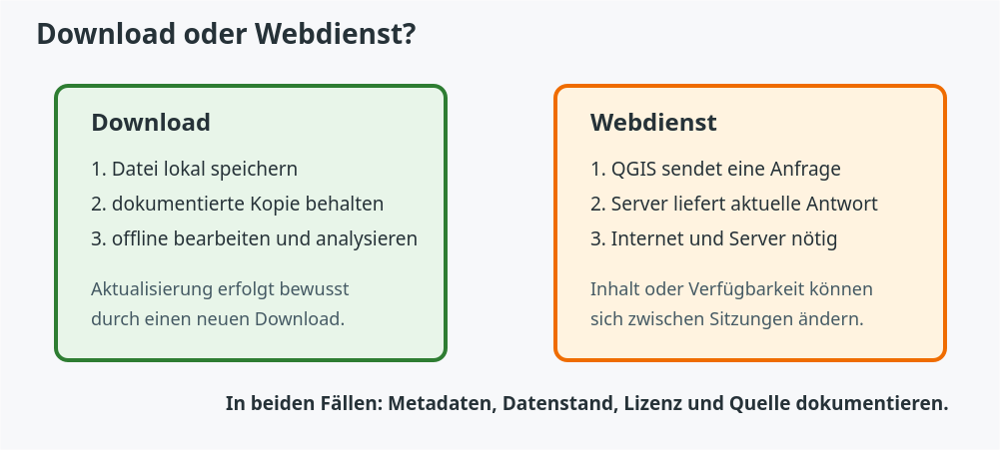 Download oder Webdienst?
Download
1. Datei lokal speichern
2. dokumentierte Kopie behalten
3. offline bearbeiten und analysieren
Aktualisierung erfolgt bewusst
durch einen neuen Download.
Webdienst
1. QGIS sendet eine Anfrage
2. Server liefert aktuelle Antwort
3. Internet und Server nötig
Inhalt oder Verfügbarkeit können
sich zwischen Sitzungen ändern.
In beiden Fällen: Metadaten, Datenstand, Lizenz und Quelle dokumentieren.